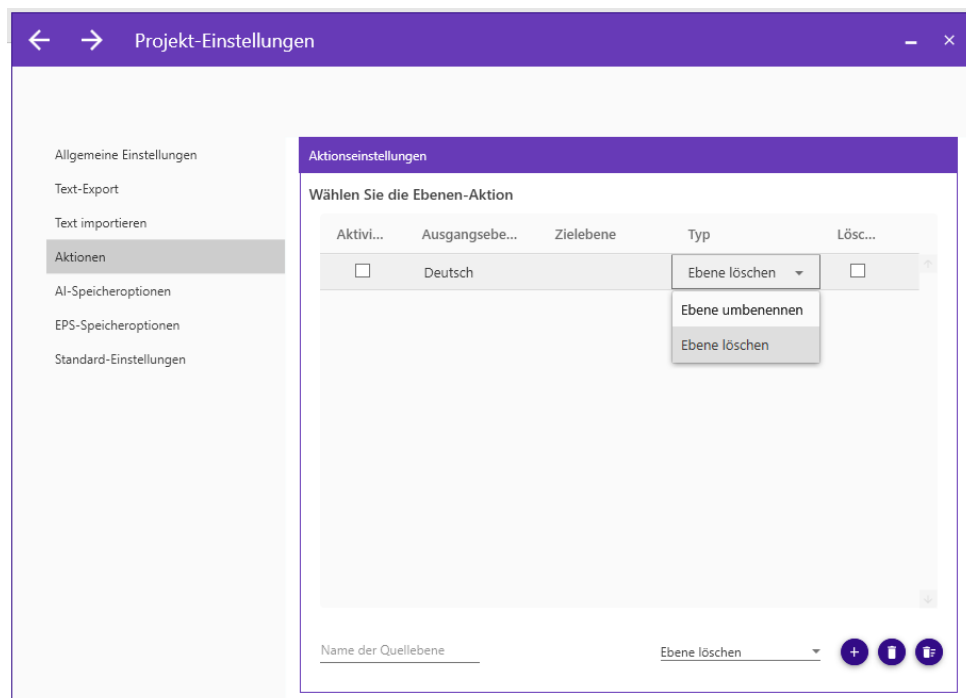 Projekt-Einstellungen
Allgemeine Einstellungen
Text-Export
Text importieren
Aktionen
AI-Speicheroptionen
EPS-Speicheroptionen
Standard-Einstellungen
Aktionseinstellungen
Wählen Sie die Ebenen-Aktion
Aktivi... Ausgangsebe... Zielebene Typ Lösc...
Deutsch Ebene löschen
Ebene umbenennen
Ebene löschen
Name der Quellebene Ebene löschen